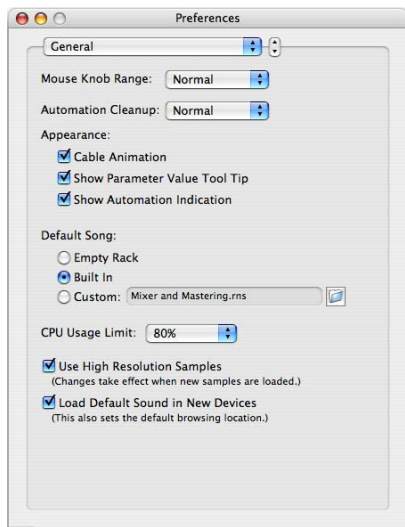 Preferences
General
Mouse Knob Range: Normal
Automation Cleanup: Normal
Appearance:
Cable Animation
Show Parameter Value Tool Tip
Show Automation Indication
Default Song:
Empty Rack
Built In
Custom: Mixer and Mastering.rns
CPU Usage Limit: 80%
Use High Resolution Samples
(Changes take effect when new samples are loaded.)
Load Default Sound in New Devices
(This also sets the default browsing location.)